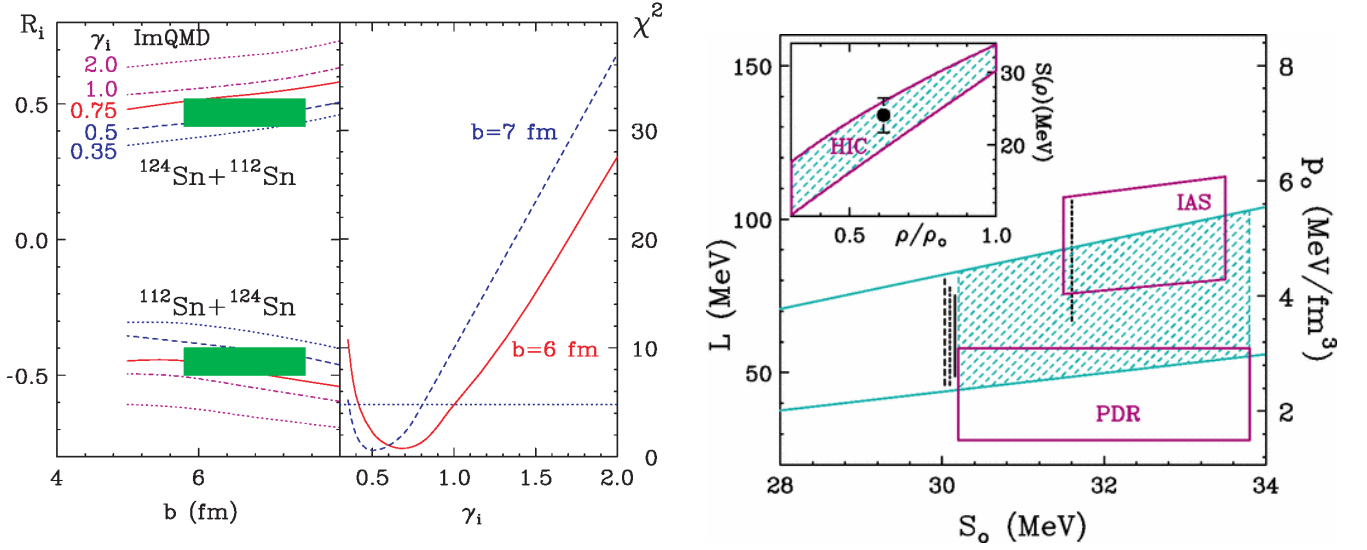 R_i
γ_i
ImQMD
2.0
1.0
0.75
0.5
0.35
^124Sn+^112Sn
^112Sn+^124Sn
0.5
0.0
-0.5
4
6
b (fm)
χ^2
b=7 fm
b=6 fm
30
20
10
0
0.5
1.0
1.5
2.0
γ_i
150
100
50
L (MeV)
HIC
S(ρ)(MeV)
30
20
0.5
ρ/ρ_o
1.0
IAS
PDR
8
6
4
2
p_o (MeV/fm^3)
28
30
32
34
S_o (MeV)